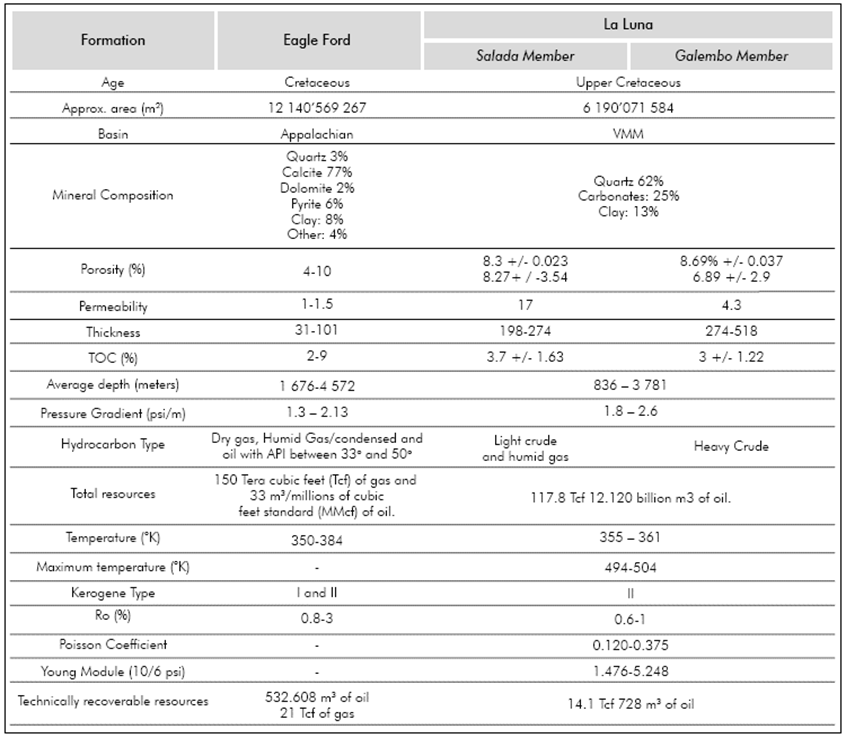 Formation
Eagle Ford
La Luna
Salada Member
Galembo Member
Age
Cretaceous
Upper Cretaceous
Approx. area (m²)
12 140’569 267
6 190’071 584
Basin
Appalachian
VMM
Mineral Composition
Quartz 3%
Calcite 77%
Dolomite 2%
Pyrite 6%
Clay: 8%
Other: 4%
Quartz 62%
Carbonates: 25%
Clay: 13%
Porosity (%)
4-10
8.3 +/- 0.023
8.27+ / -3.54
8.69% +/- 0.037
6.89 +/- 2.9
Permeability
1-1.5
17
4.3
Thickness
31-101
198-274
274-518
TOC (%)
2-9
3.7 +/- 1.63
3 +/- 1.22
Average depth (meters)
1 676-4 572
836 – 3 781
Pressure Gradient (psi/m)
1.3 – 2.13
1.8 – 2.6
Hydrocarbon Type
Dry gas, Humid Gas/condensed and
oil with API between 33° and 50°
Light crude
and humid gas
Heavy Crude
Total resources
150 Tera cubic feet (Tcf) of gas and
33 m³/millions of cubic
feet standard (MMcf) of oil.
117.8 Tcf 12.120 billion m3 of oil.
Temperature (°K)
350-384
355 – 361
Maximum temperature (°K)
-
494-504
Kerogene Type
I and II
II
Ro (%)
0.8-3
0.6-1
Poisson Coefficient
-
0.120-0.375
Young Module (10/6 psi)
-
1.476-5.248
Technically recoverable resources
532.608 m³ of oil
21 Tcf of gas
14.1 Tcf 728 m³ of oil